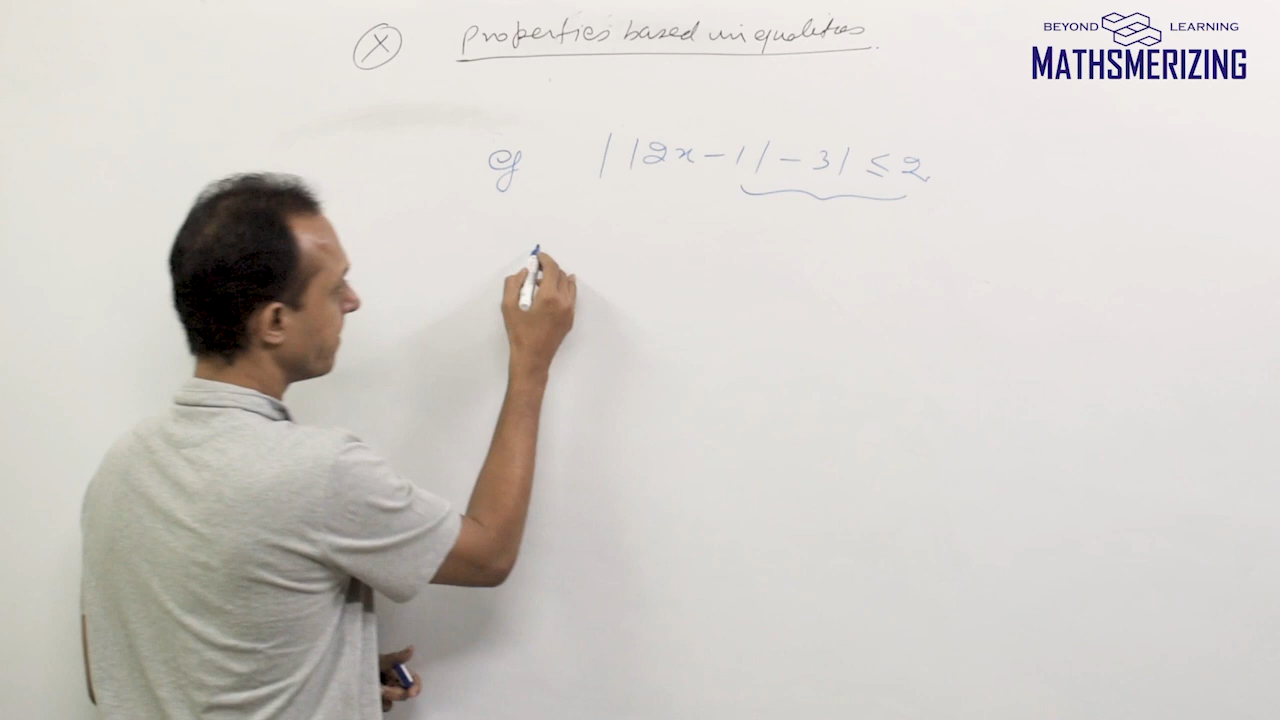 BEYOND LEARNING
MATHSMERIZING
X properties based inequalities.
eg ||2x-1|-3| ≤ 2